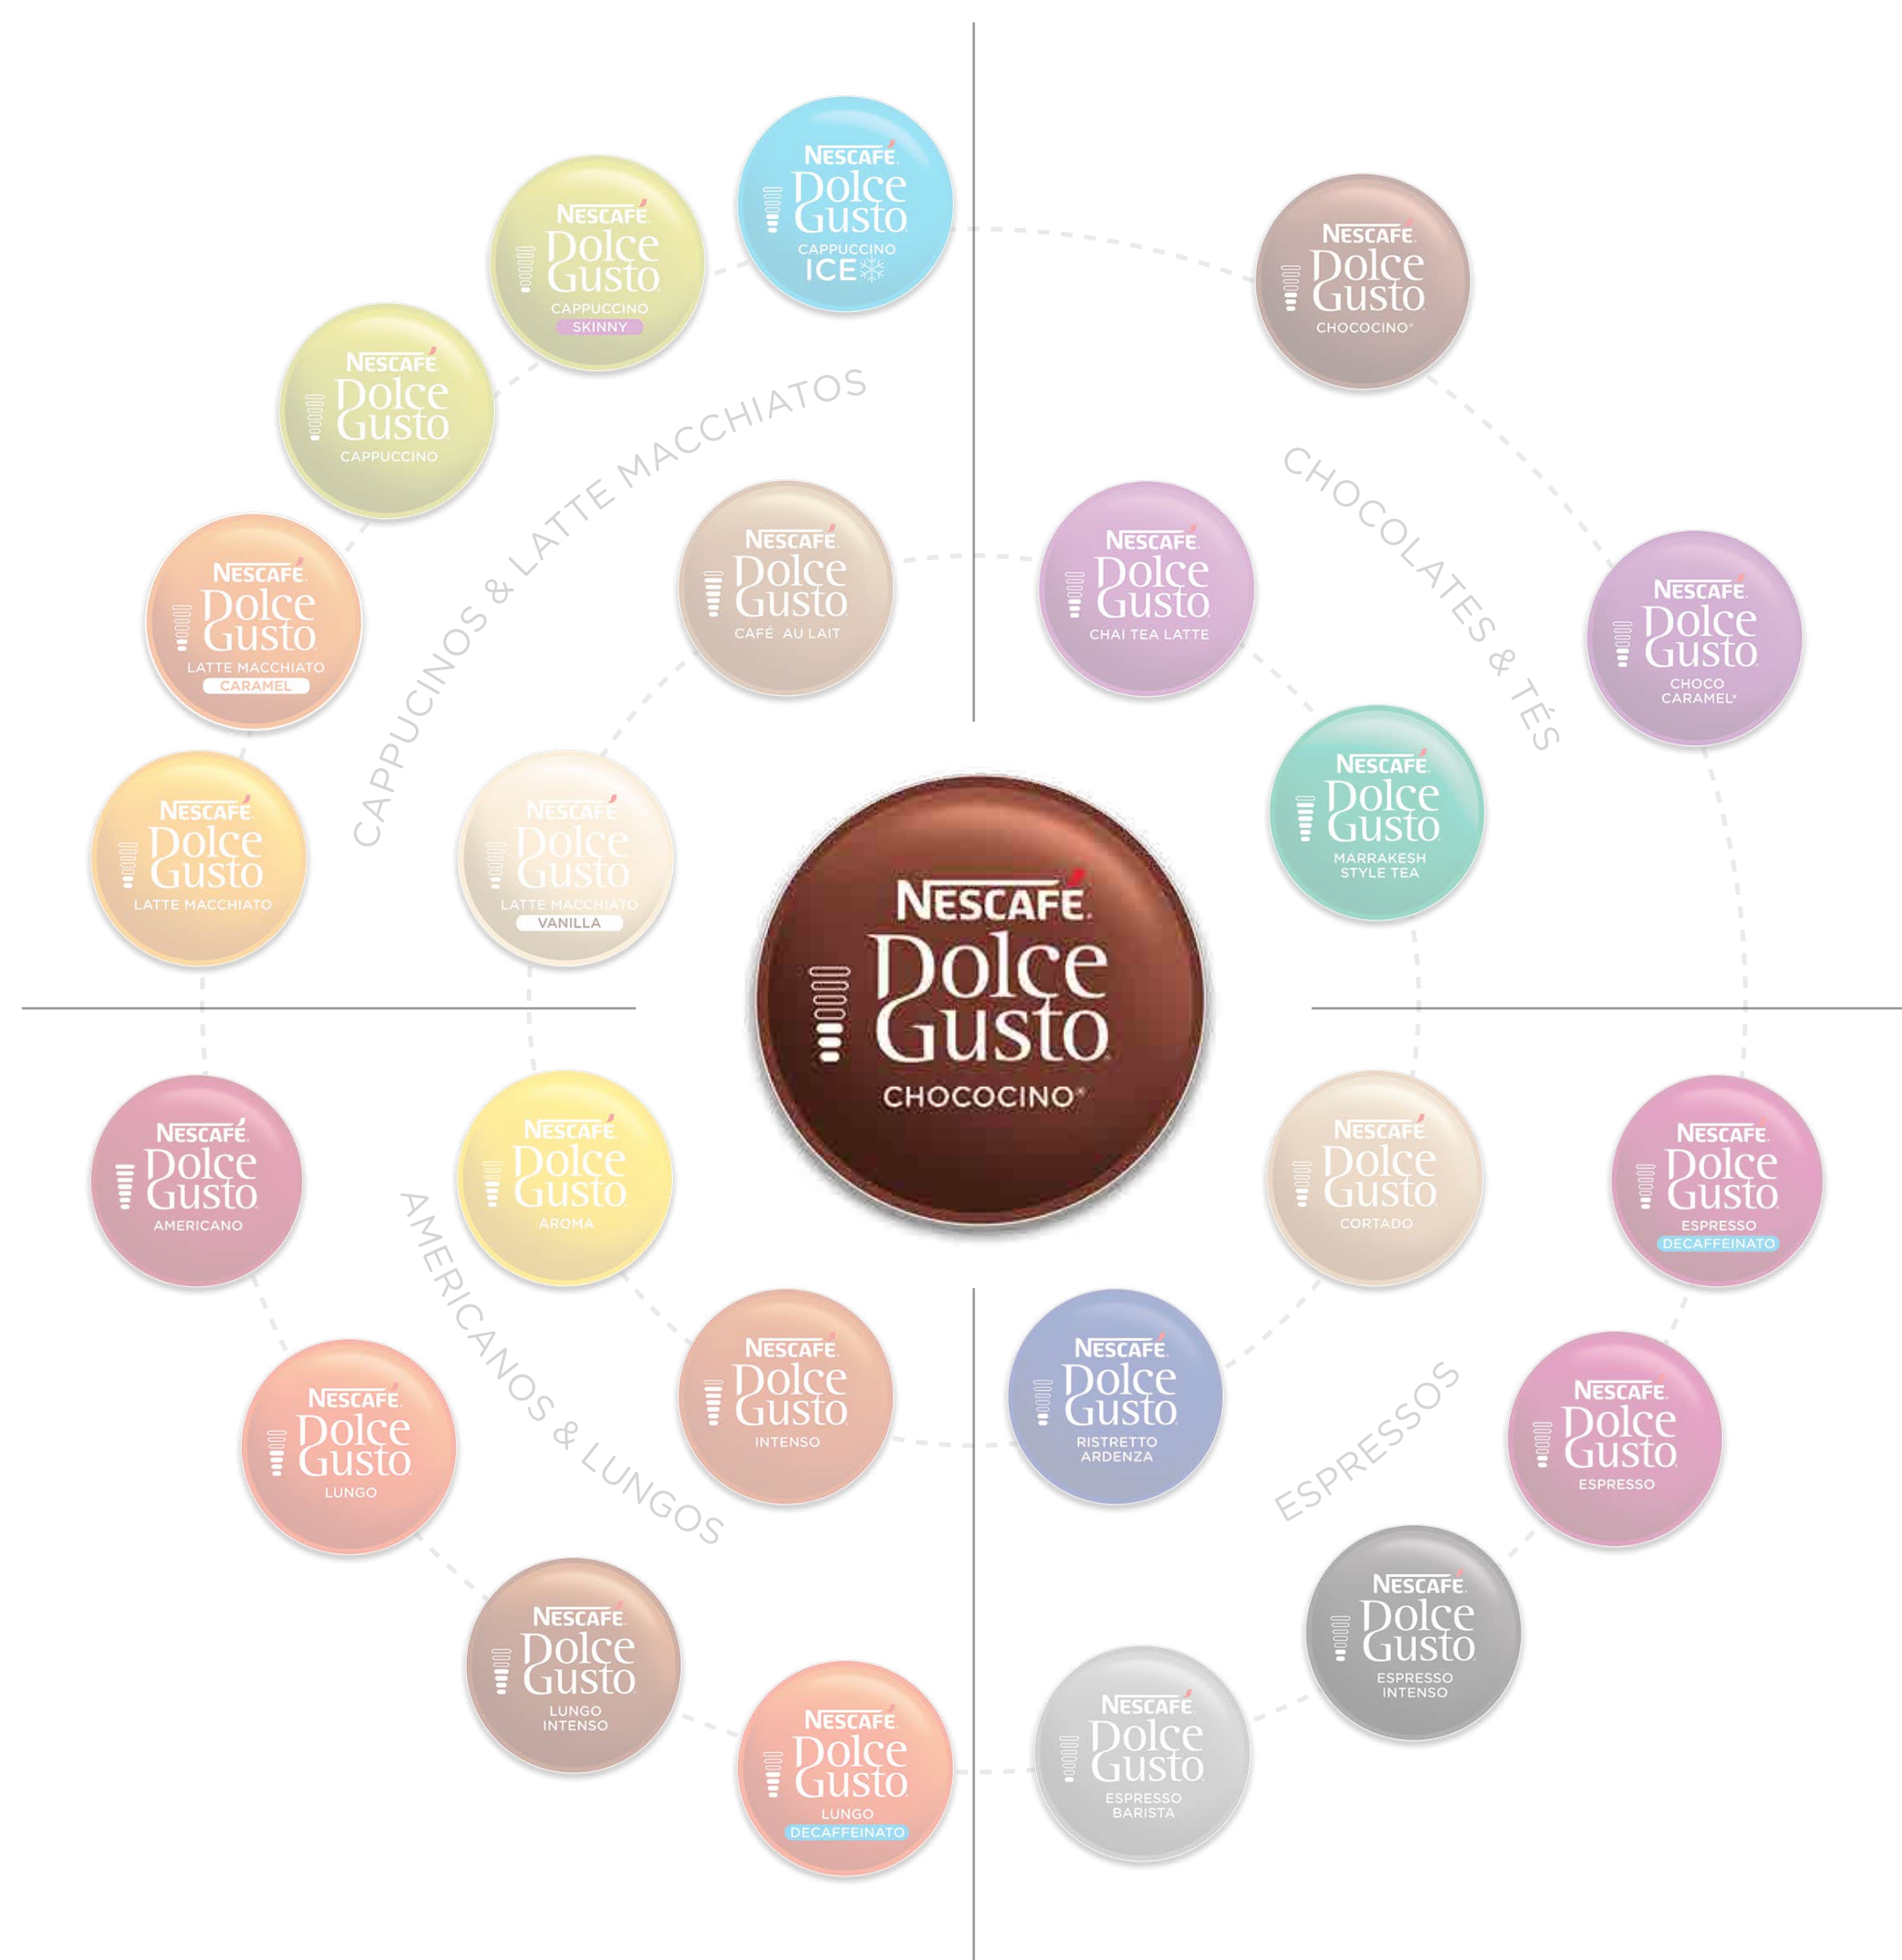 NESCAFÉ.
Dolce
Gusto
CAPPUCCINO
ICE
NESCAFÉ.
Dolce
Gusto
CAPPUCCINO
SKINNY
NESCAFÉ.
Dolce
Gusto
CAPPUCCINO
NESCAFÉ.
Dolce
Gusto
LATTE MACCHIATO
CARAMEL
NESCAFÉ
Dolce
Gusto
LATTE MACCHIATO
CAPPUCINOS & LATTE MACCHIATOS
NESCAFÉ.
Dolce
Gusto
CAFÉ AU LAIT
NESCAFÉ
Dolce
Gusto
LATTE MACCHIATO
VANILLA
NESCAFÉ.
Dolce
Gusto
CHOCOCINO®
NESCAFÉ.
Dolce
Gusto
CHOCO
CARAMEL®
CHOCOLATES & TÉS
NESCAFÉ.
Dolce
Gusto
CHAI TEA LATTE
NESCAFÉ.
Dolce
Gusto
MARRAKESH
STYLE TEA
NESCAFÉ.
Dolce
Gusto
CHOCOCINO®
NESCAFÉ.
Dolce
Gusto
AMERICANO
NESCAFÉ.
Dolce
Gusto
AROMA
AMERICANOS & LUNGOS
NESCAFÉ.
Dolce
Gusto
LUNGO
NESCAFÉ.
Dolce
Gusto
INTENSO
NESCAFÉ.
Dolce
Gusto
LUNGO
INTENSO
NESCAFÉ.
Dolce
Gusto
LUNGO
DECAFFEINATO
NESCAFÉ.
Dolce
Gusto
CORTADO
NESCAFÉ.
Dolce
Gusto
ESPRESSO
DECAFFEINATO
NESCAFÉ.
Dolce
Gusto
RISTRETTO
ARDENZA
ESPRESSOS
NESCAFÉ.
Dolce
Gusto
ESPRESSO
NESCAFÉ.
Dolce
Gusto
ESPRESSO
INTENSO
NESCAFÉ.
Dolce
Gusto
ESPRESSO
BARISTA